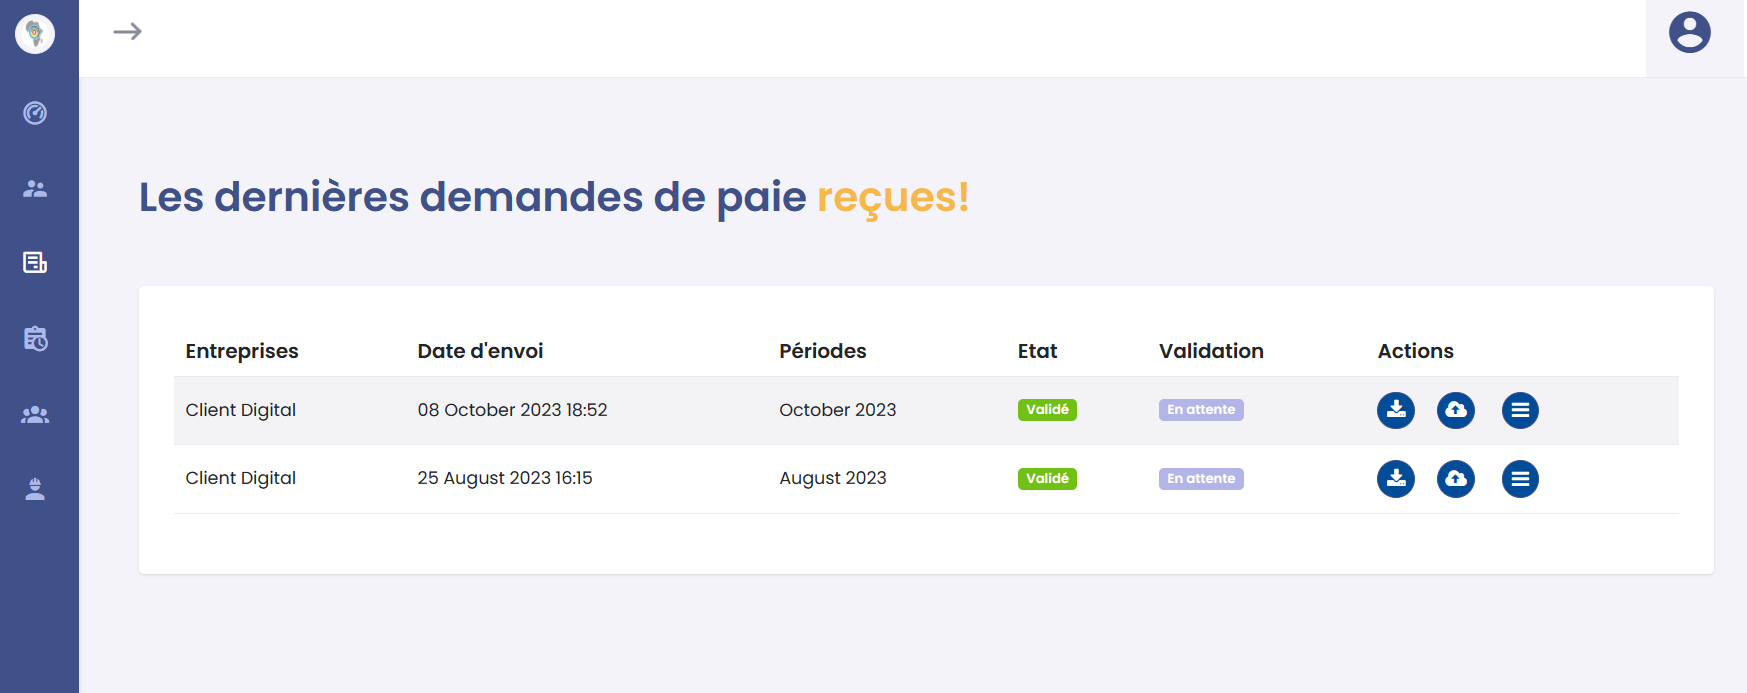 Les dernières demandes de paie reçues!
Entreprises Date d'envoi Périodes Etat Validation Actions
Client Digital 08 October 2023 18:52 October 2023 Validé En attente
Client Digital 25 August 2023 16:15 August 2023 Validé En attente